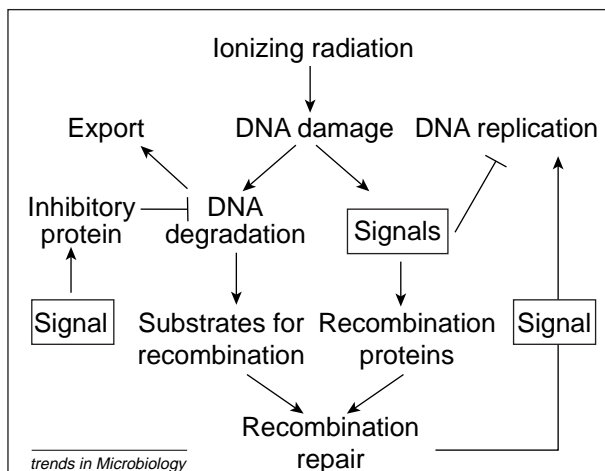 Ionizing radiation
Export
DNA damage
DNA replication
Inhibitory
protein
DNA
degradation
Signals
Signal
Substrates for
recombination
Recombination
proteins
Signal
Recombination
repair
trends in Microbiology